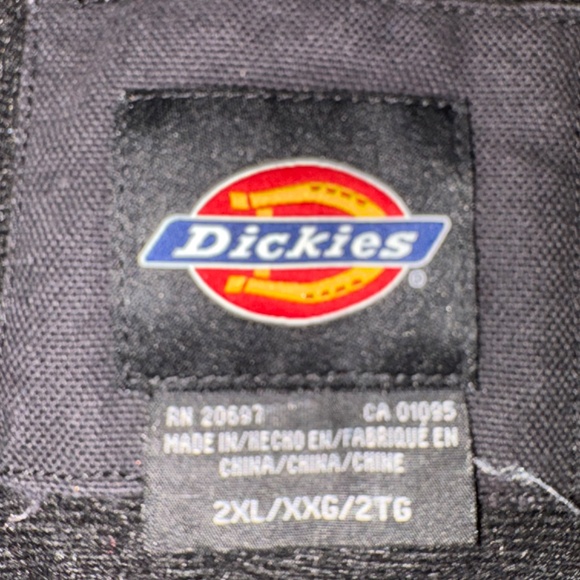 Dickies
®
RN 20697 CA 01095
MADE IN/HECHO EN/FABRIQUÉ EN
CHINA/CHINA/CHINE
2XL/XXG/2TG